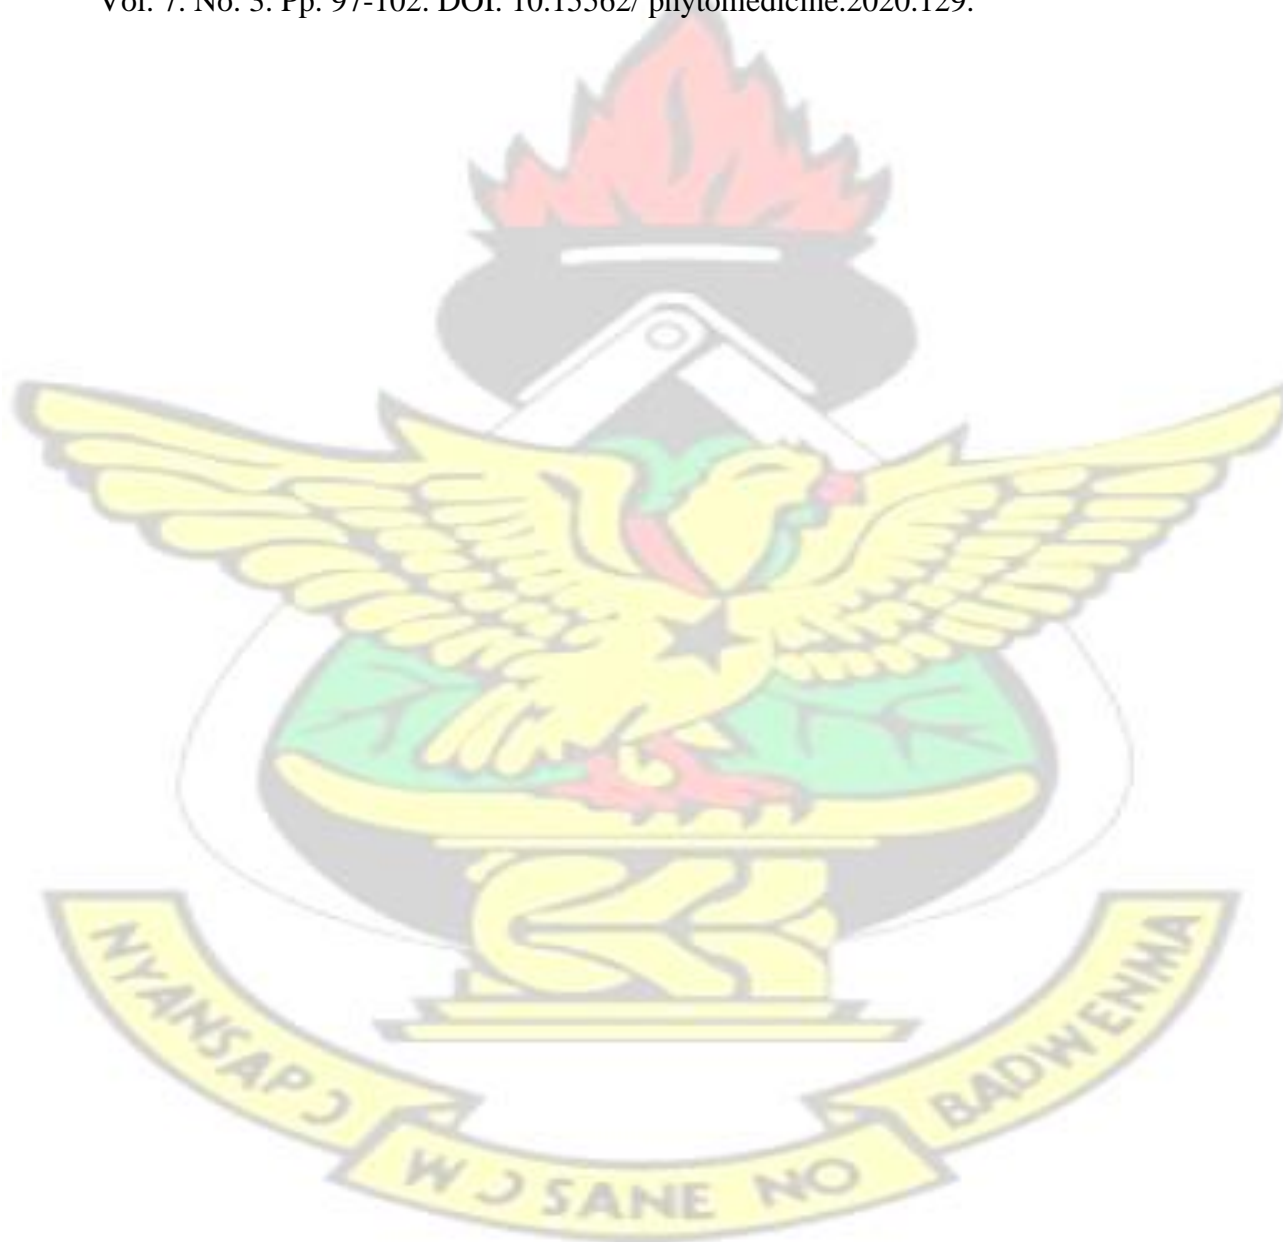 Vol. 7. No. 3. Pp. 97-102. DOI: 10.15562/ phytomedicine.2020.129.
NYANSAPƆ
WƆSANE NO
BADWENMA